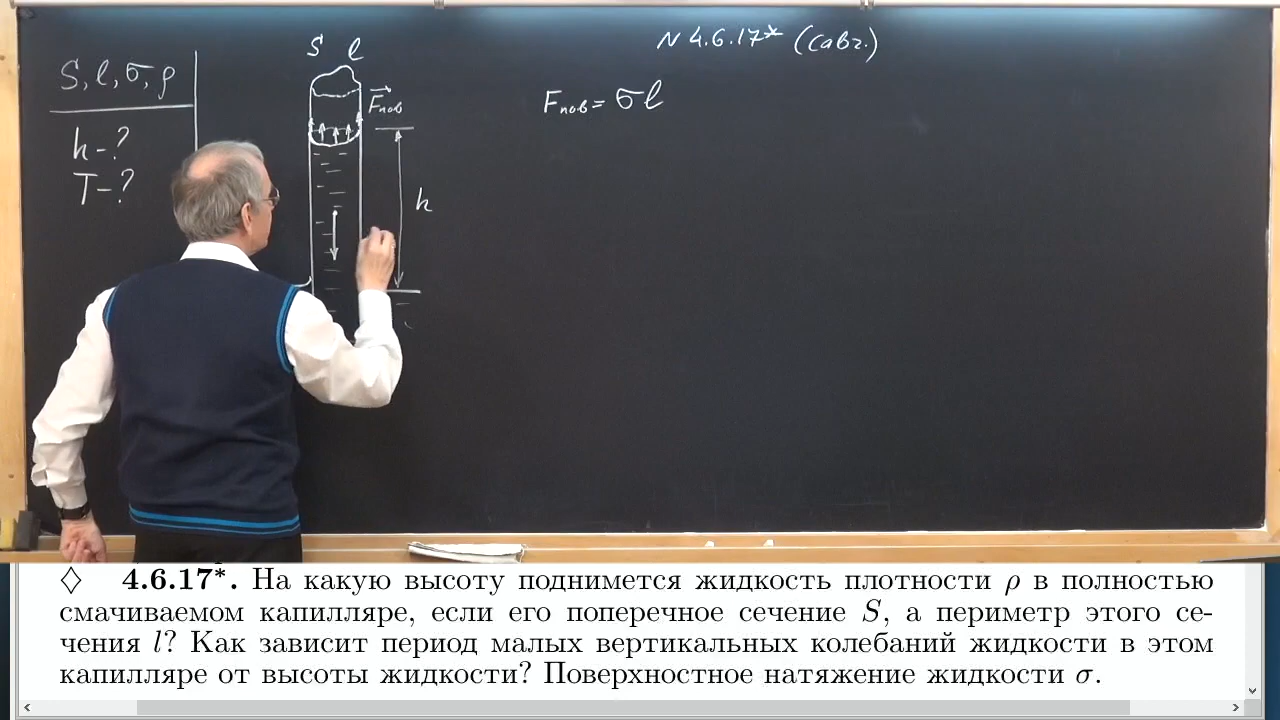 N 4.6.17* (Савч.)
S l
S, l, σ, ρ
F⃗пов
Fпов = σl
h - ?
T - ?
h
◊ 4.6.17*. На какую высоту поднимется жидкость плотности ρ в полностью
смачиваемом капилляре, если его поперечное сечение S, а периметр этого се-
чения l? Как зависит период малых вертикальных колебаний жидкости в этом
капилляре от высоты жидкости? Поверхностное натяжение жидкости σ.